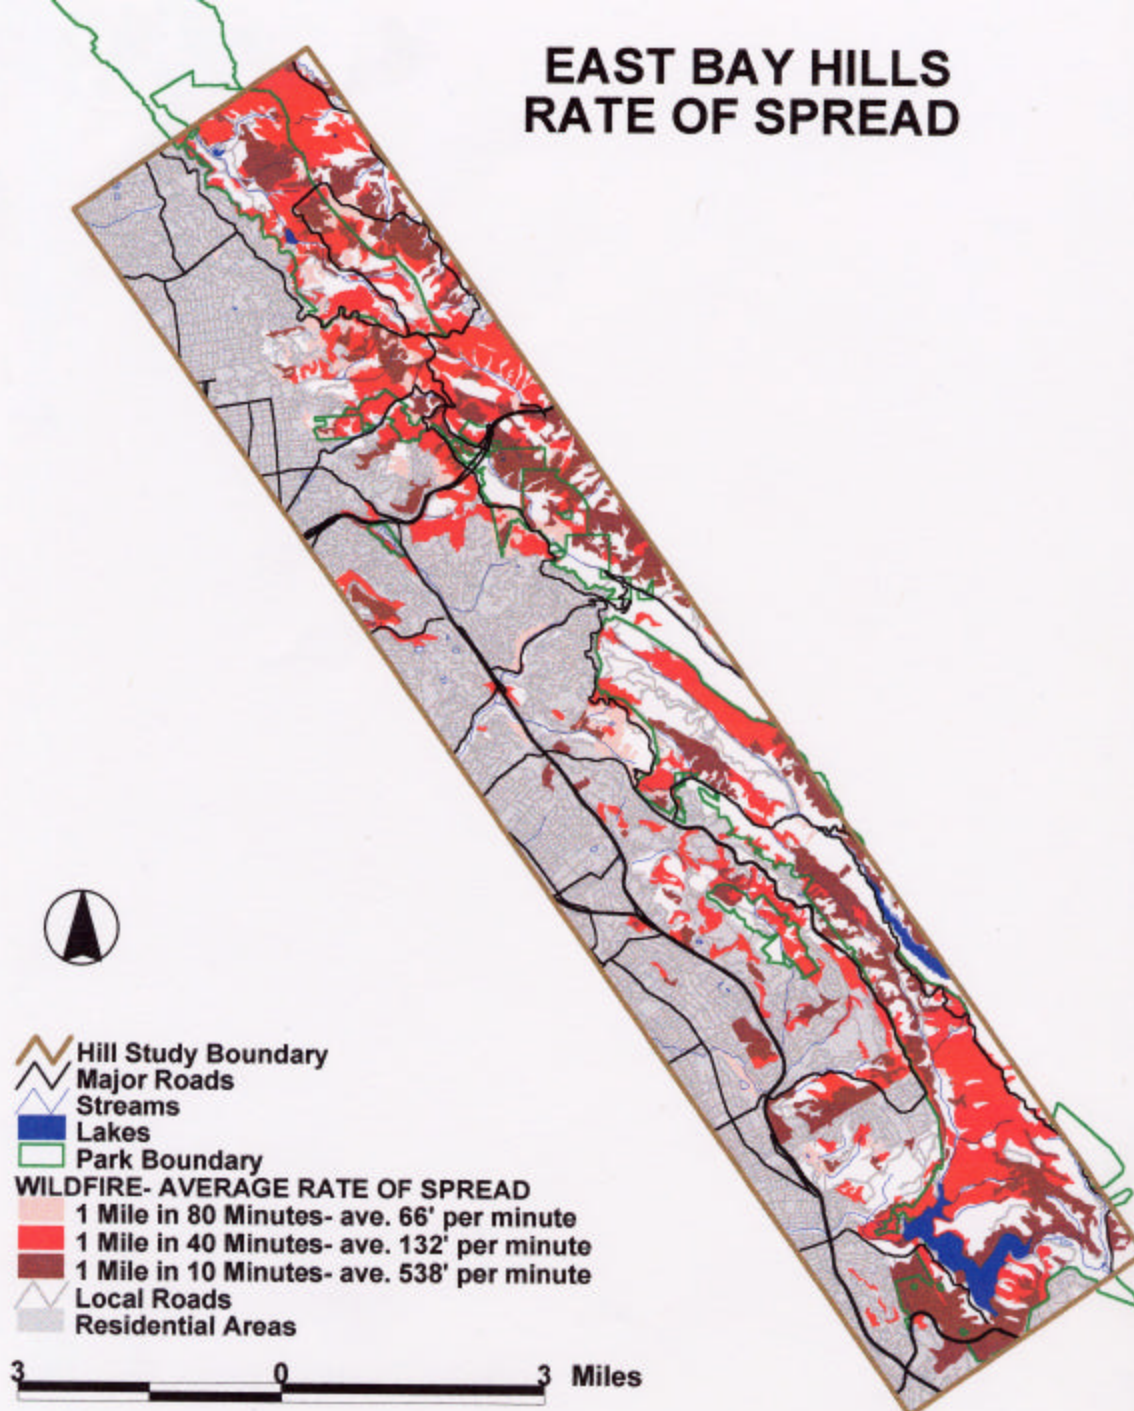 EAST BAY HILLS
RATE OF SPREAD
Hill Study Boundary
Major Roads
Streams
Lakes
Park Boundary
WILDFIRE- AVERAGE RATE OF SPREAD
1 Mile in 80 Minutes- ave. 66' per minute
1 Mile in 40 Minutes- ave. 132' per minute
1 Mile in 10 Minutes- ave. 538' per minute
Local Roads
Residential Areas
3 0 3 Miles